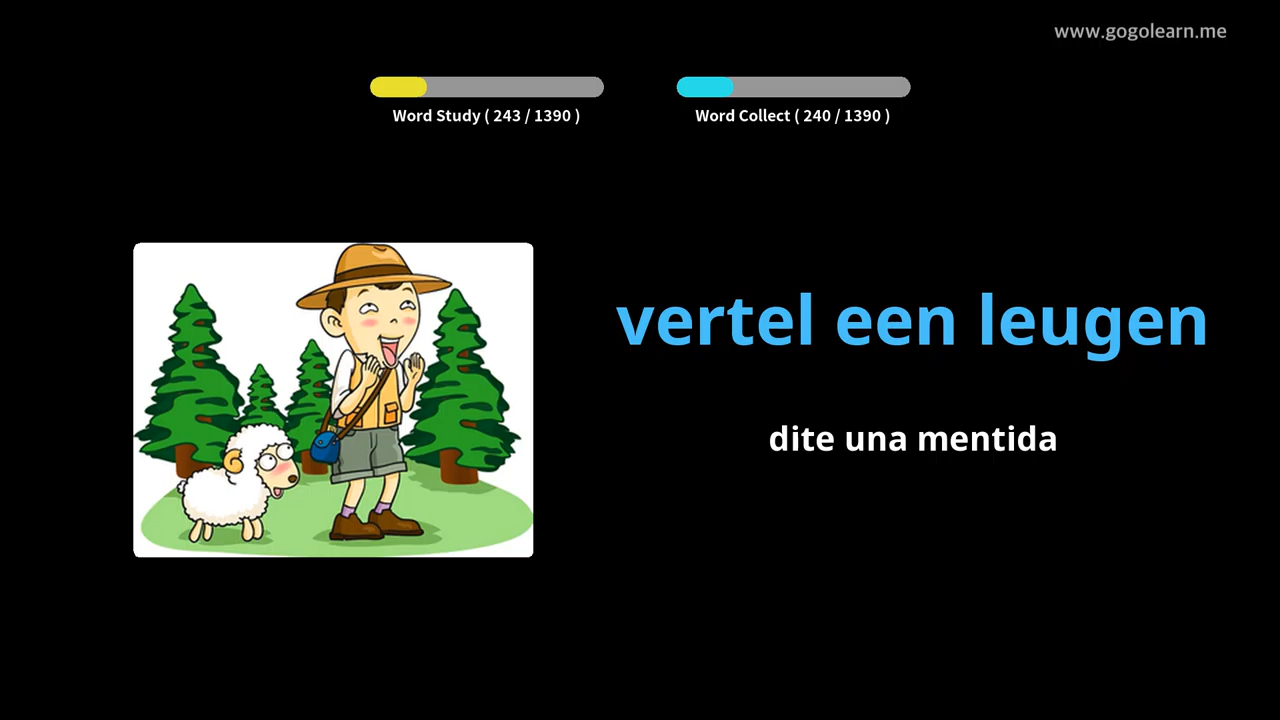 www.gogolearn.me
Word Study ( 243 / 1390 )
Word Collect ( 240 / 1390 )
vertel een leugen
dite una mentida